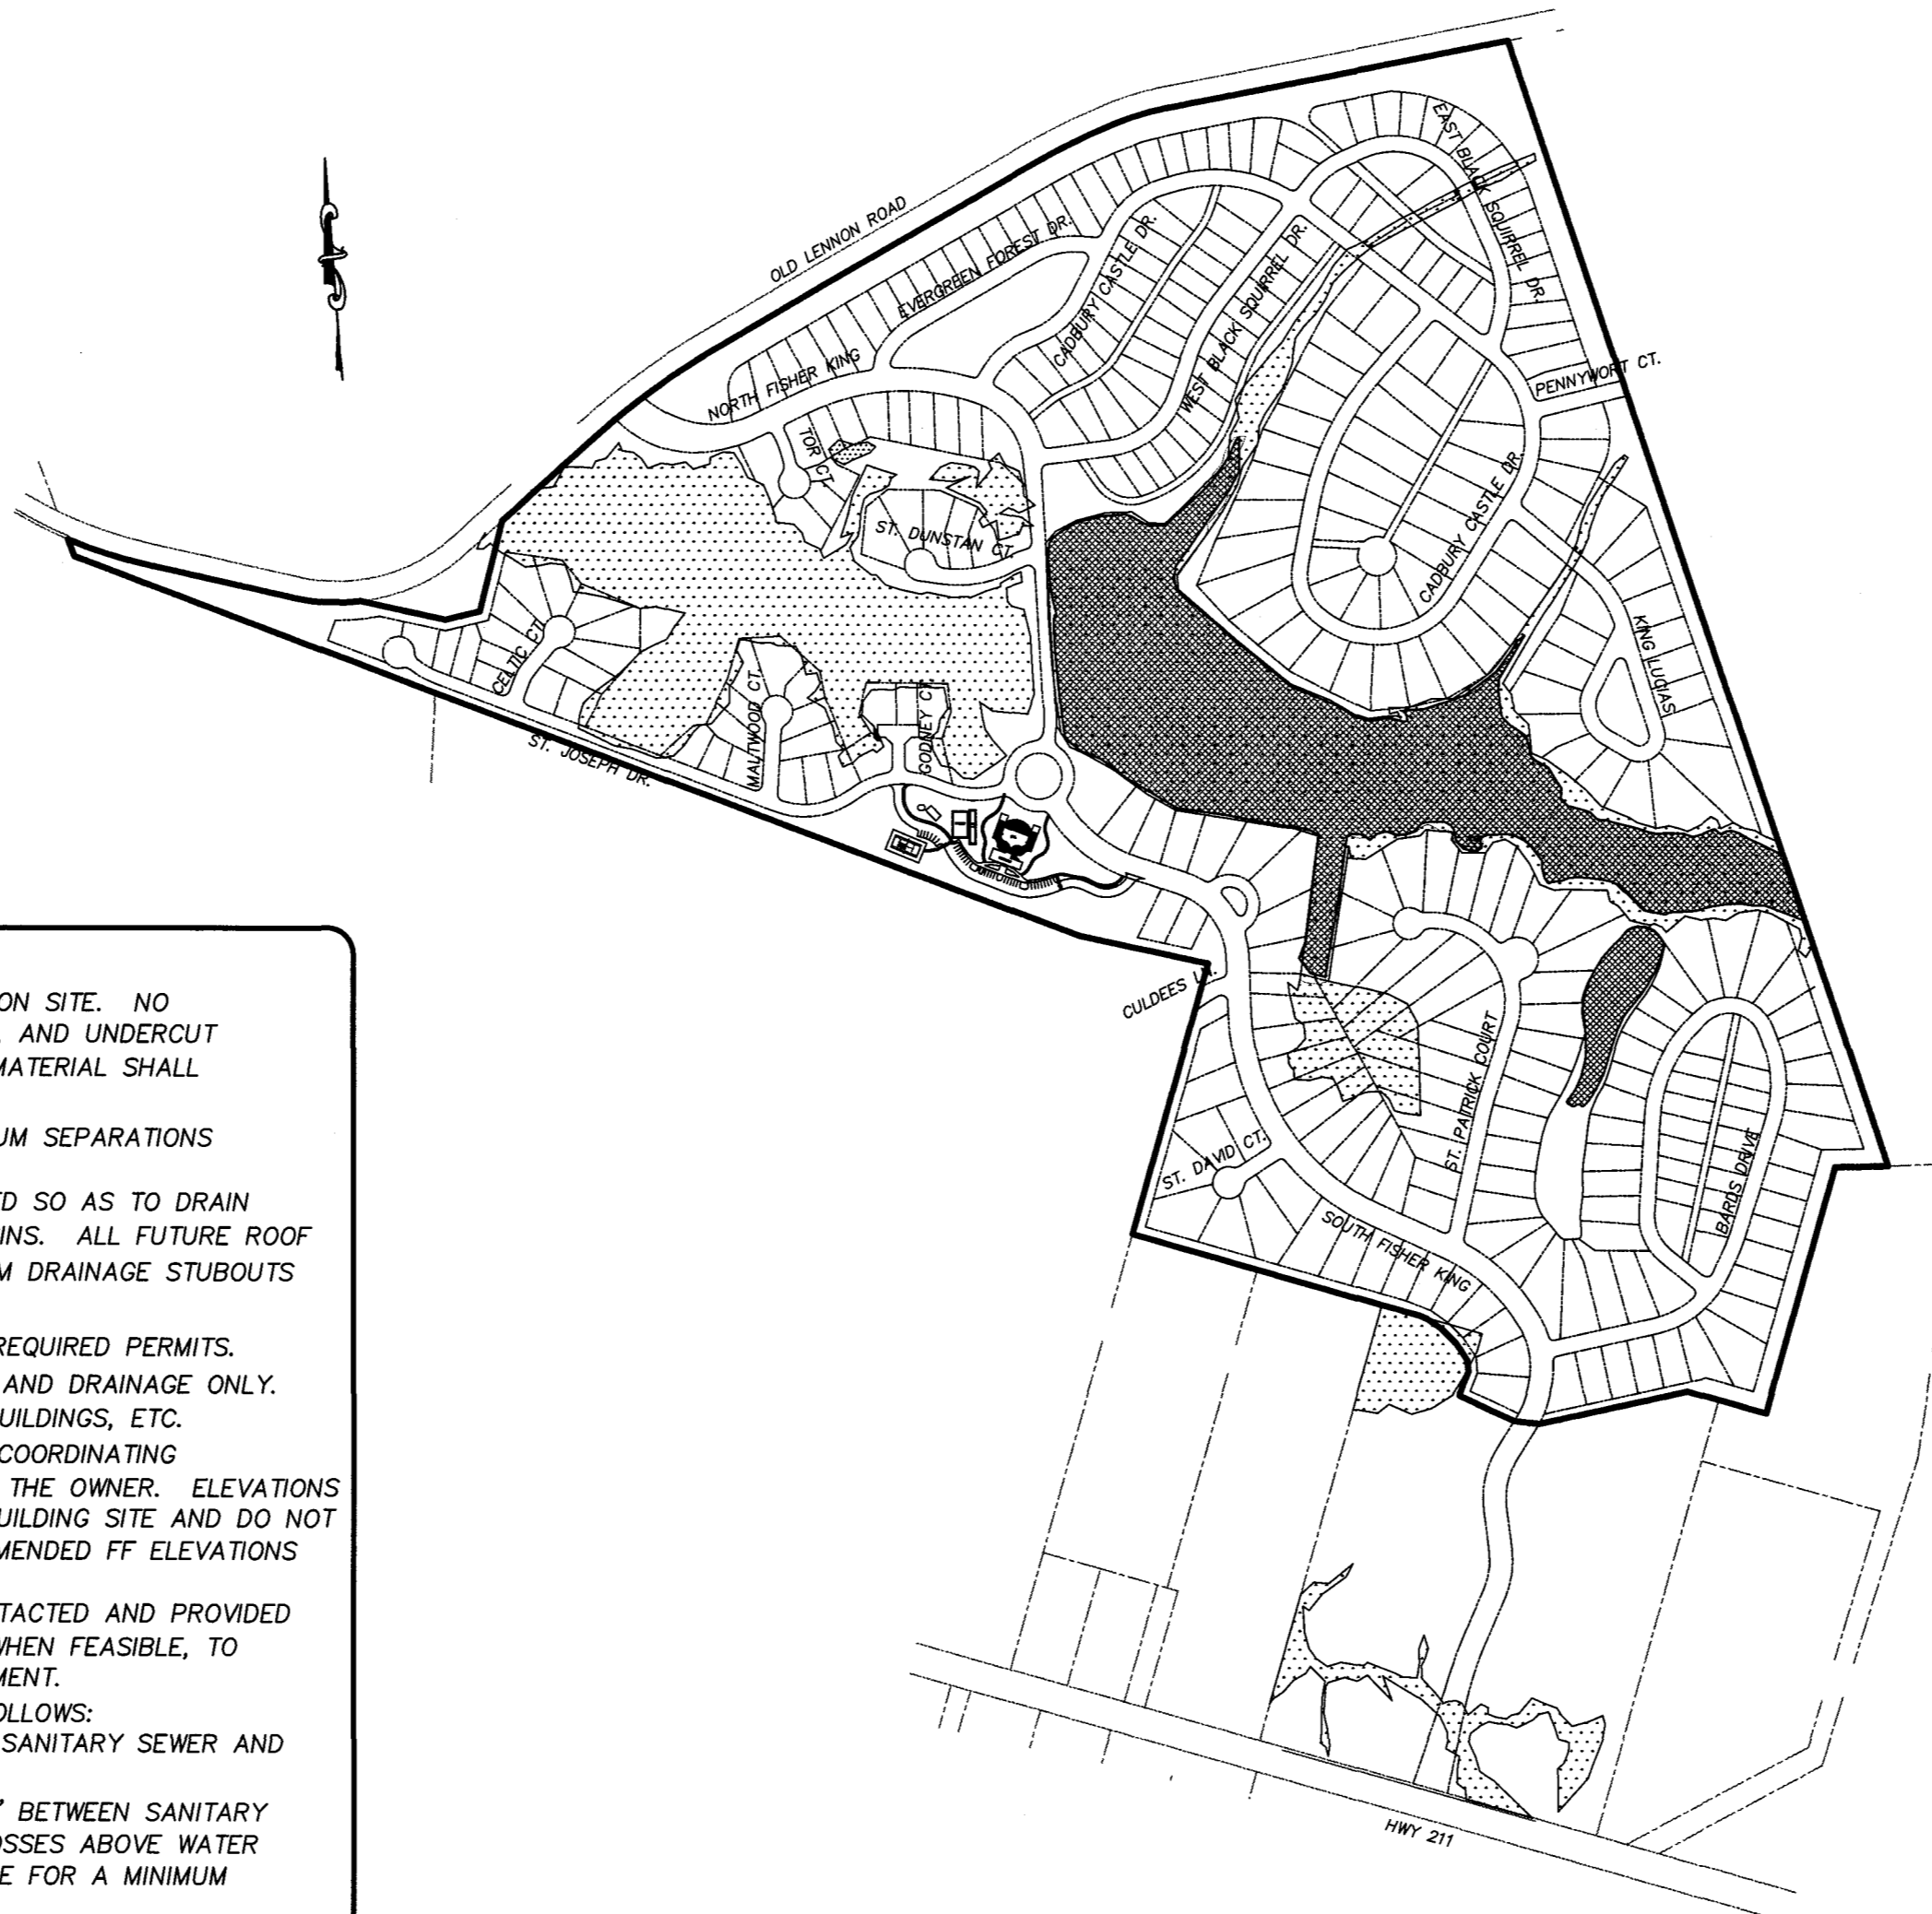 OLD LENNON ROAD
EAST BLACK SQUIRREL DR.
EVERGREEN FOREST DR.
CADBURY CASTLE DR.
WEST BLACK SQUIRREL DR.
NORTH FISHER KING
PENNYWORT CT.
TOR CT.
ST. DUNSTAN CT.
CADBURY CASTLE DR.
CELTIC CT.
KING LUCIAS
MALTWOOD CT.
GODNEY CT.
ST. JOSEPH DR.
CULDEES LN.
ST. PATRICK COURT
ST. DAVID CT.
BARDS DRIVE
SOUTH FISHER KING
HWY 211
ON SITE. NO
AND UNDERCUT
MATERIAL SHALL
UM SEPARATIONS
D SO AS TO DRAIN
INS. ALL FUTURE ROOF
M DRAINAGE STUBOUTS
REQUIRED PERMITS.
AND DRAINAGE ONLY.
UILDINGS, ETC.
COORDINATING
THE OWNER. ELEVATIONS
UILDING SITE AND DO NOT
MENDED FF ELEVATIONS
TACTED AND PROVIDED
WHEN FEASIBLE, TO
MENT.
OLLOWS:
SANITARY SEWER AND
' BETWEEN SANITARY
OSSES ABOVE WATER
E FOR A MINIMUM